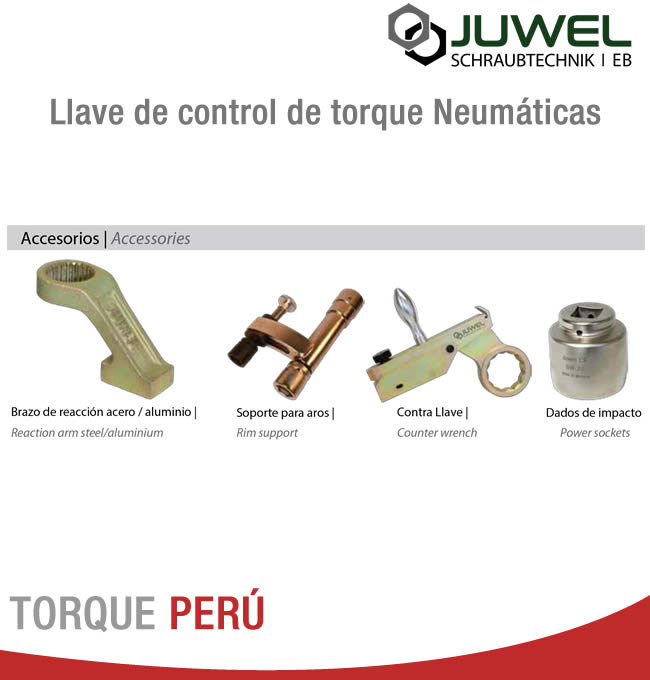 JUWEL
SCHRAUBTECHNIK | EB
Llave de control de torque Neumáticas
Accesorios | Accessories
JUWEL
Brazo de reacción acero / aluminio |
Reaction arm steel/aluminium
Soporte para aros |
Rim support
Contra Llave |
Counter wrench
Dados de impacto
Power sockets
TORQUE PERÚ